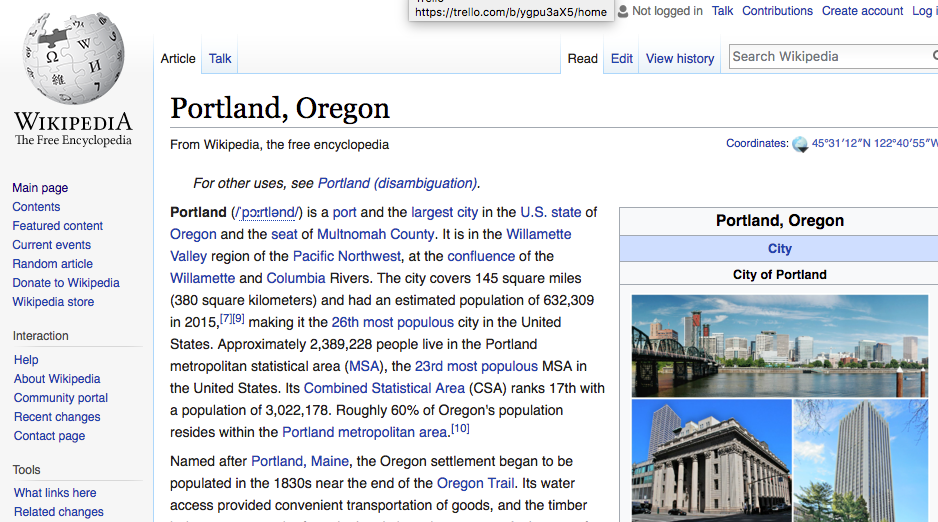 Trello
https://trello.com/b/ygpu3aX5/home
Not logged in Talk Contributions Create account Log i
Article Talk Read Edit View history Search Wikipedia
WIKIPEDIA
The Free Encyclopedia
Main page
Contents
Featured content
Current events
Random article
Donate to Wikipedia
Wikipedia store
Interaction
Help
About Wikipedia
Community portal
Recent changes
Contact page
Tools
What links here
Related changes
Portland, Oregon
From Wikipedia, the free encyclopedia
Coordinates: 45°31′12″N 122°40′55″W
For other uses, see Portland (disambiguation).
Portland (/ˈpɔːrtlənd/) is a port and the largest city in the U.S. state of
Oregon and the seat of Multnomah County. It is in the Willamette
Valley region of the Pacific Northwest, at the confluence of the
Willamette and Columbia Rivers. The city covers 145 square miles
(380 square kilometers) and had an estimated population of 632,309
in 2015,[7][9] making it the 26th most populous city in the United
States. Approximately 2,389,228 people live in the Portland
metropolitan statistical area (MSA), the 23rd most populous MSA in
the United States. Its Combined Statistical Area (CSA) ranks 17th with
a population of 3,022,178. Roughly 60% of Oregon's population
resides within the Portland metropolitan area.[10]
Named after Portland, Maine, the Oregon settlement began to be
populated in the 1830s near the end of the Oregon Trail. Its water
access provided convenient transportation of goods, and the timber
Portland, Oregon
City
City of Portland